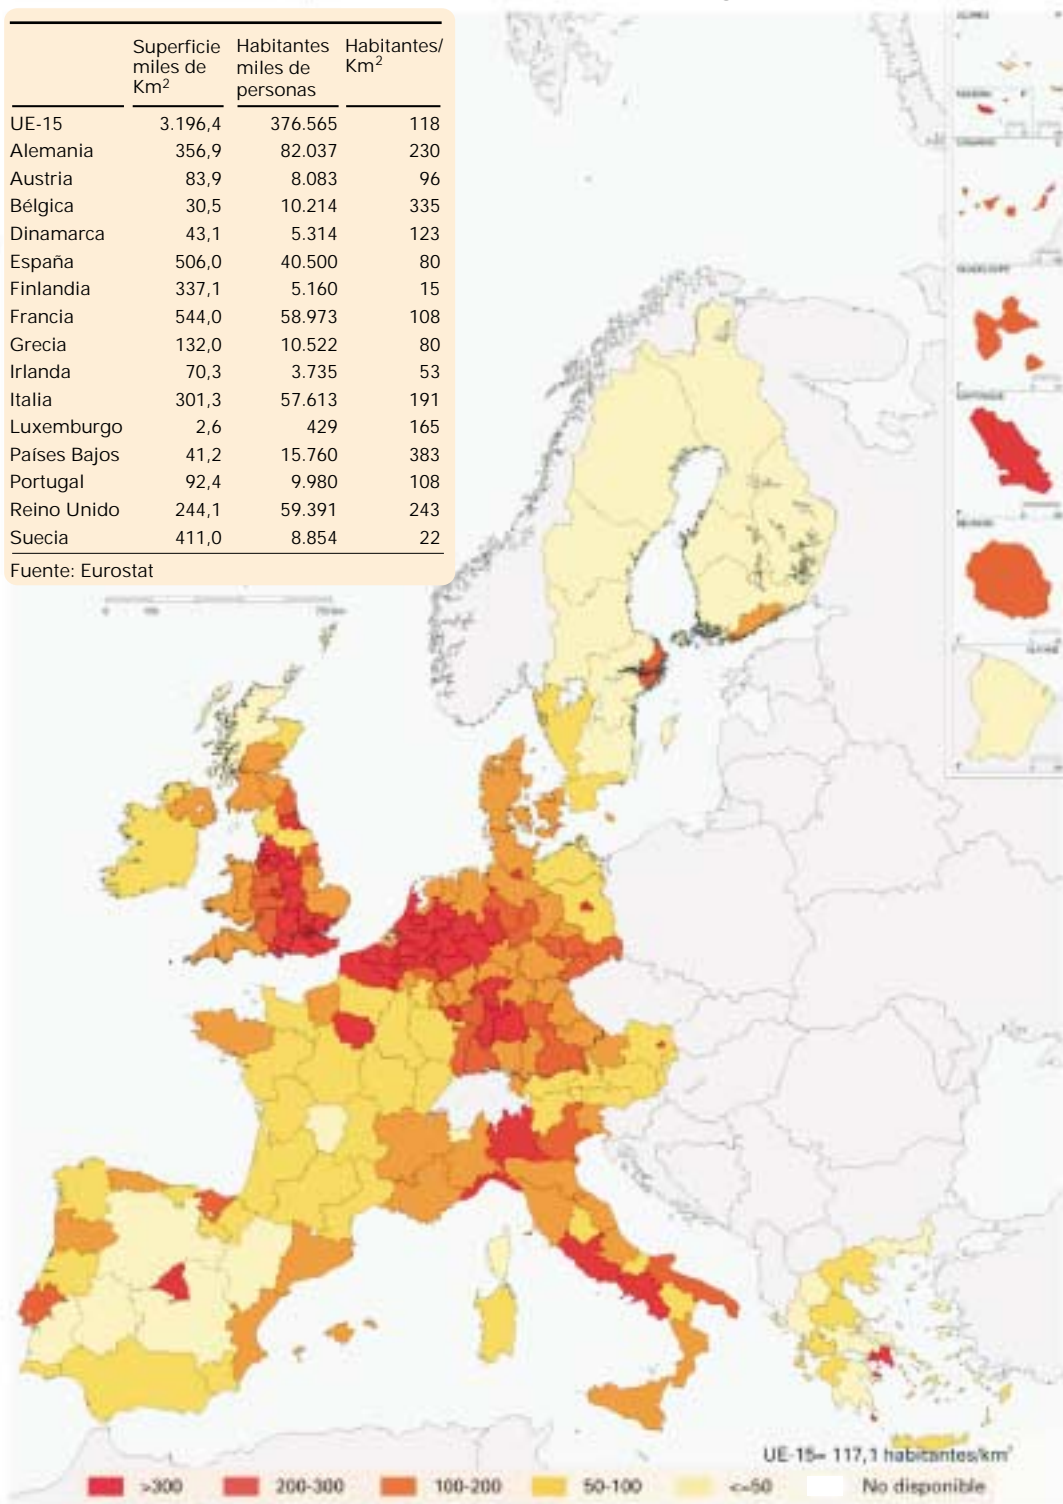 Superficie Habitantes Habitantes/
miles de miles de Km2
Km2 personas
UE-15 3.196,4 376.565 118
Alemania 356,9 82.037 230
Austria 83,9 8.083 96
Bélgica 30,5 10.214 335
Dinamarca 43,1 5.314 123
España 506,0 40.500 80
Finlandia 337,1 5.160 15
Francia 544,0 58.973 108
Grecia 132,0 10.522 80
Irlanda 70,3 3.735 53
Italia 301,3 57.613 191
Luxemburgo 2,6 429 165
Países Bajos 41,2 15.760 383
Portugal 92,4 9.980 108
Reino Unido 244,1 59.391 243
Suecia 411,0 8.854 22
Fuente: Eurostat
UE-15= 117,1 habitantes/km²
>300 200-300 100-200 50-100 <=50 No disponible